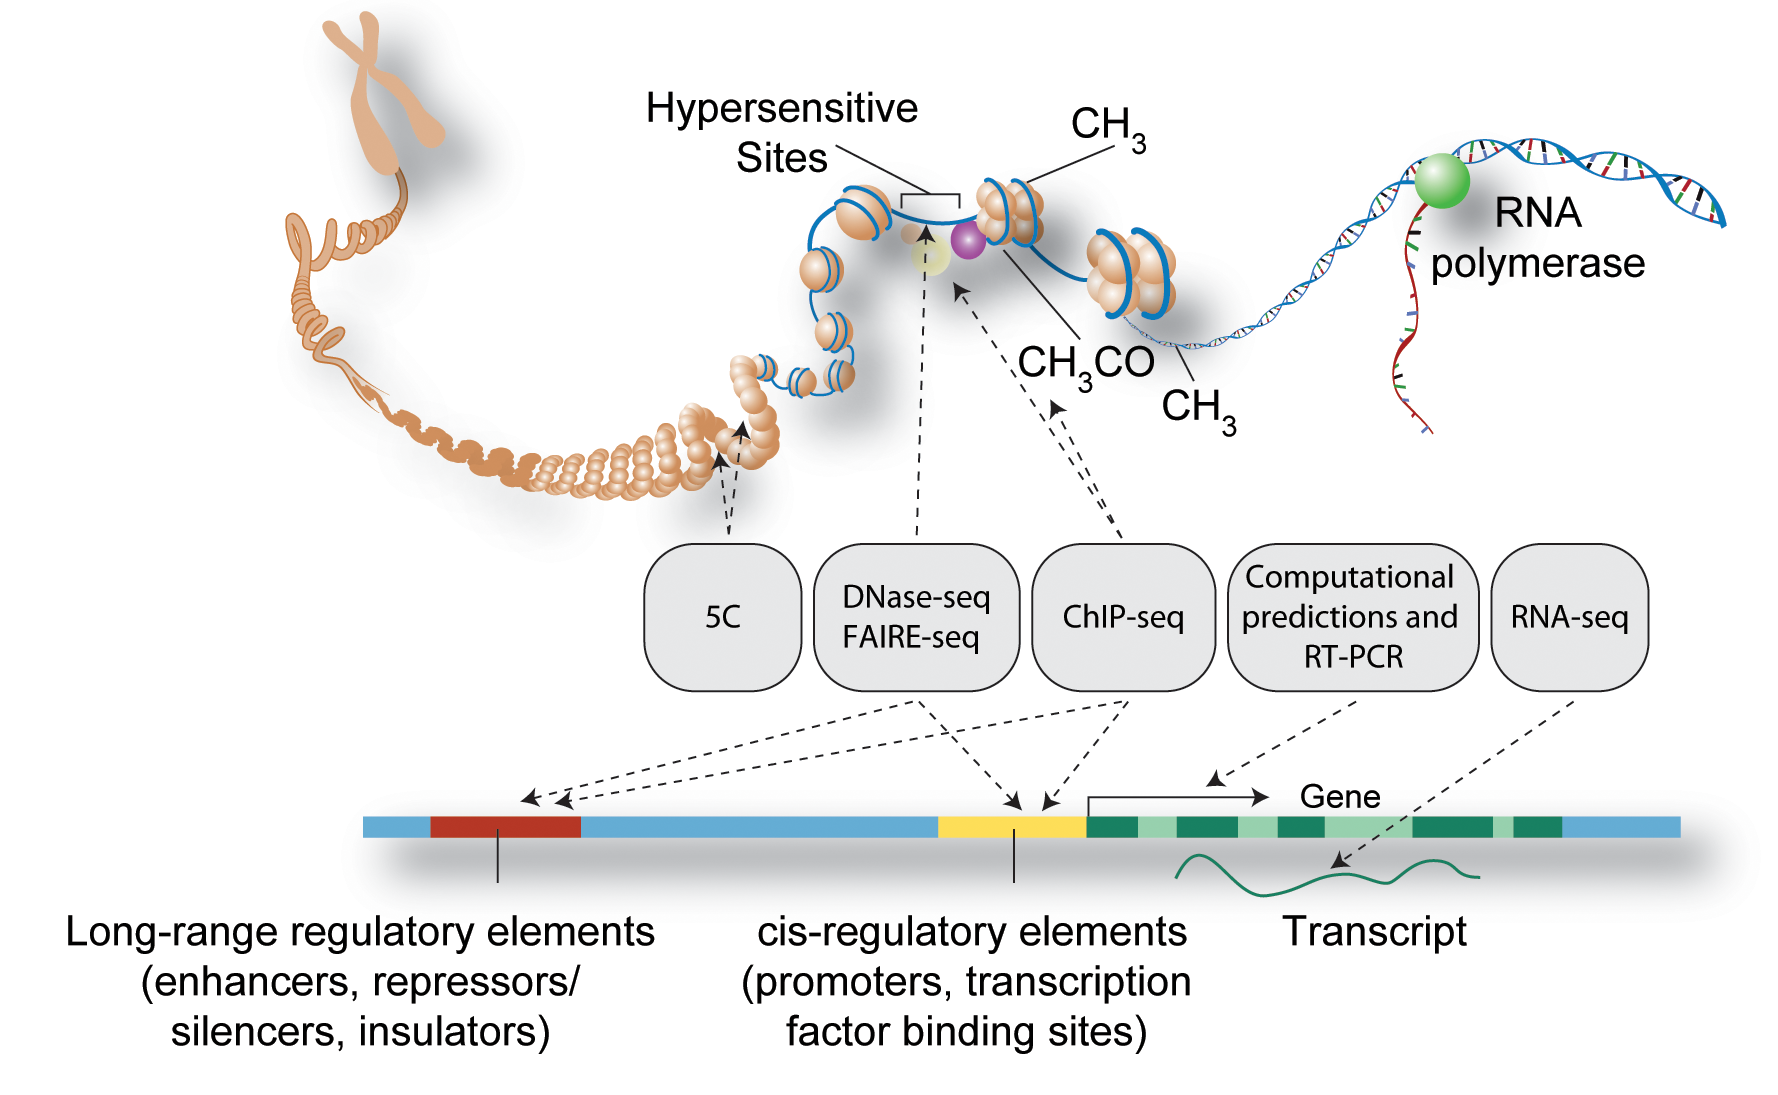 Hypersensitive
Sites
CH3
RNA
polymerase
CH3CO
CH3
5C
DNase-seq
FAIRE-seq
ChIP-seq
Computational
predictions and
RT-PCR
RNA-seq
Gene
Long-range regulatory elements
(enhancers, repressors/
silencers, insulators)
cis-regulatory elements
(promoters, transcription
factor binding sites)
Transcript